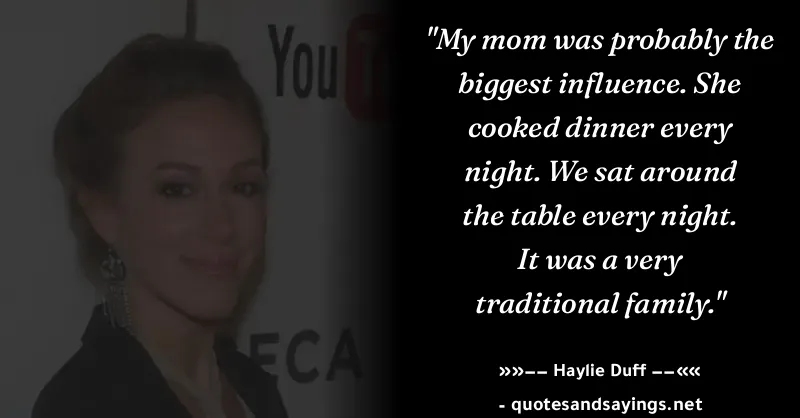 YouT
"My mom was probably the
biggest influence. She
cooked dinner every
night. We sat around
the table every night.
It was a very
traditional family."
ECA
»»−− Haylie Duff −−««
- quotesandsayings.net